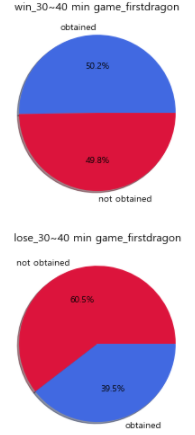 win_30~40 min game_firstdragon
obtained
50.2%
49.8%
not obtained
lose_30~40 min game_firstdragon
not obtained
60.5%
39.5%
obtained